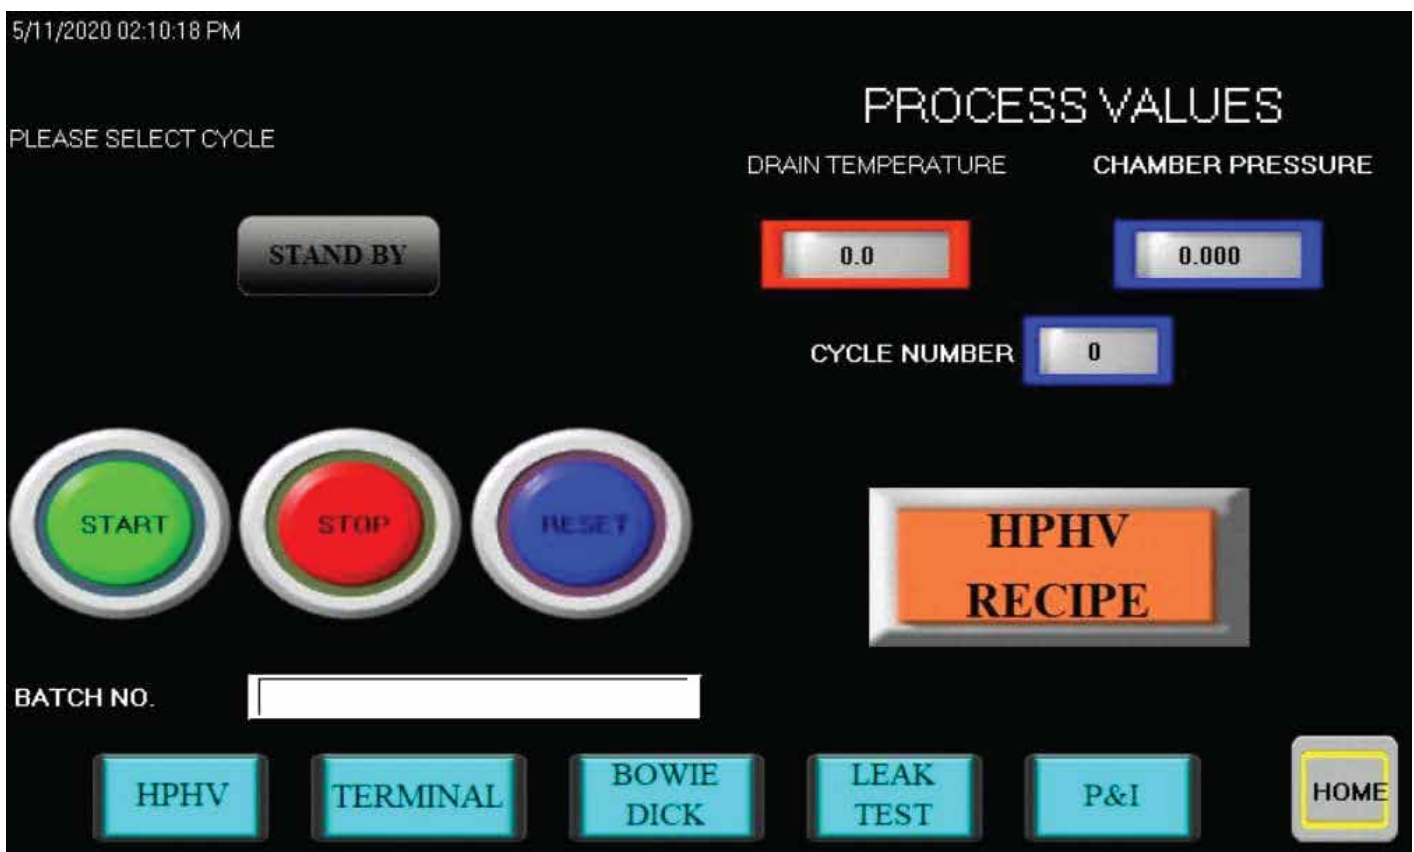 5/11/2020 02:10:18 PM
PROCESS VALUES
PLEASE SELECT CYCLE
DRAIN TEMPERATURE
CHAMBER PRESSURE
STAND BY
0.0
0.000
CYCLE NUMBER
0
START
STOP
RESET
HPHV
RECIPE
BATCH NO.
HPHV
TERMINAL
BOWIE
DICK
LEAK
TEST
P&I
HOME